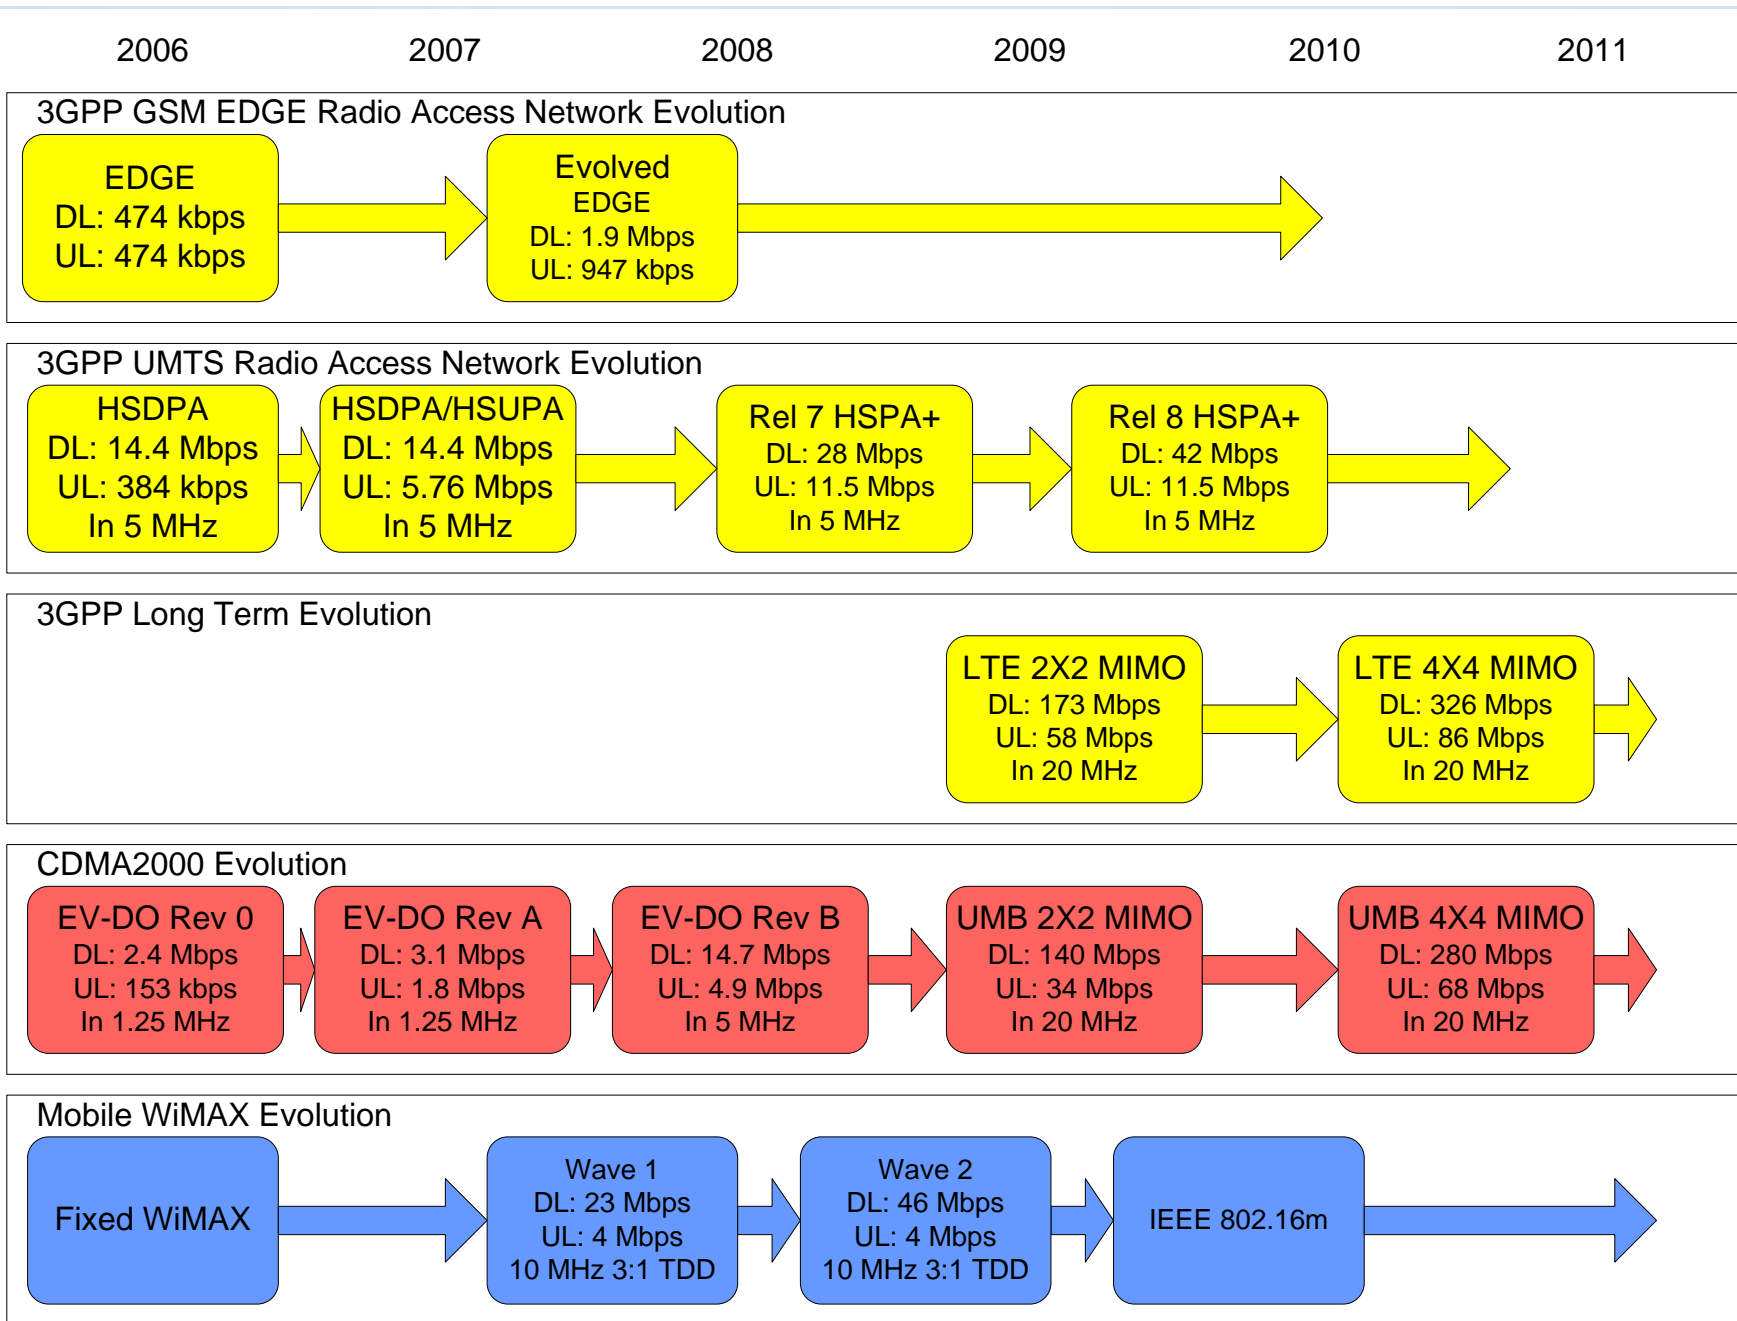 2006 2007 2008 2009 2010 2011
3GPP GSM EDGE Radio Access Network Evolution
EDGE
DL: 474 kbps
UL: 474 kbps
Evolved
EDGE
DL: 1.9 Mbps
UL: 947 kbps
3GPP UMTS Radio Access Network Evolution
HSDPA
DL: 14.4 Mbps
UL: 384 kbps
In 5 MHz
HSDPA/HSUPA
DL: 14.4 Mbps
UL: 5.76 Mbps
In 5 MHz
Rel 7 HSPA+
DL: 28 Mbps
UL: 11.5 Mbps
In 5 MHz
Rel 8 HSPA+
DL: 42 Mbps
UL: 11.5 Mbps
In 5 MHz
3GPP Long Term Evolution
LTE 2X2 MIMO
DL: 173 Mbps
UL: 58 Mbps
In 20 MHz
LTE 4X4 MIMO
DL: 326 Mbps
UL: 86 Mbps
In 20 MHz
CDMA2000 Evolution
EV-DO Rev 0
DL: 2.4 Mbps
UL: 153 kbps
In 1.25 MHz
EV-DO Rev A
DL: 3.1 Mbps
UL: 1.8 Mbps
In 1.25 MHz
EV-DO Rev B
DL: 14.7 Mbps
UL: 4.9 Mbps
In 5 MHz
UMB 2X2 MIMO
DL: 140 Mbps
UL: 34 Mbps
In 20 MHz
UMB 4X4 MIMO
DL: 280 Mbps
UL: 68 Mbps
In 20 MHz
Mobile WiMAX Evolution
Fixed WiMAX
Wave 1
DL: 23 Mbps
UL: 4 Mbps
10 MHz 3:1 TDD
Wave 2
DL: 46 Mbps
UL: 4 Mbps
10 MHz 3:1 TDD
IEEE 802.16m